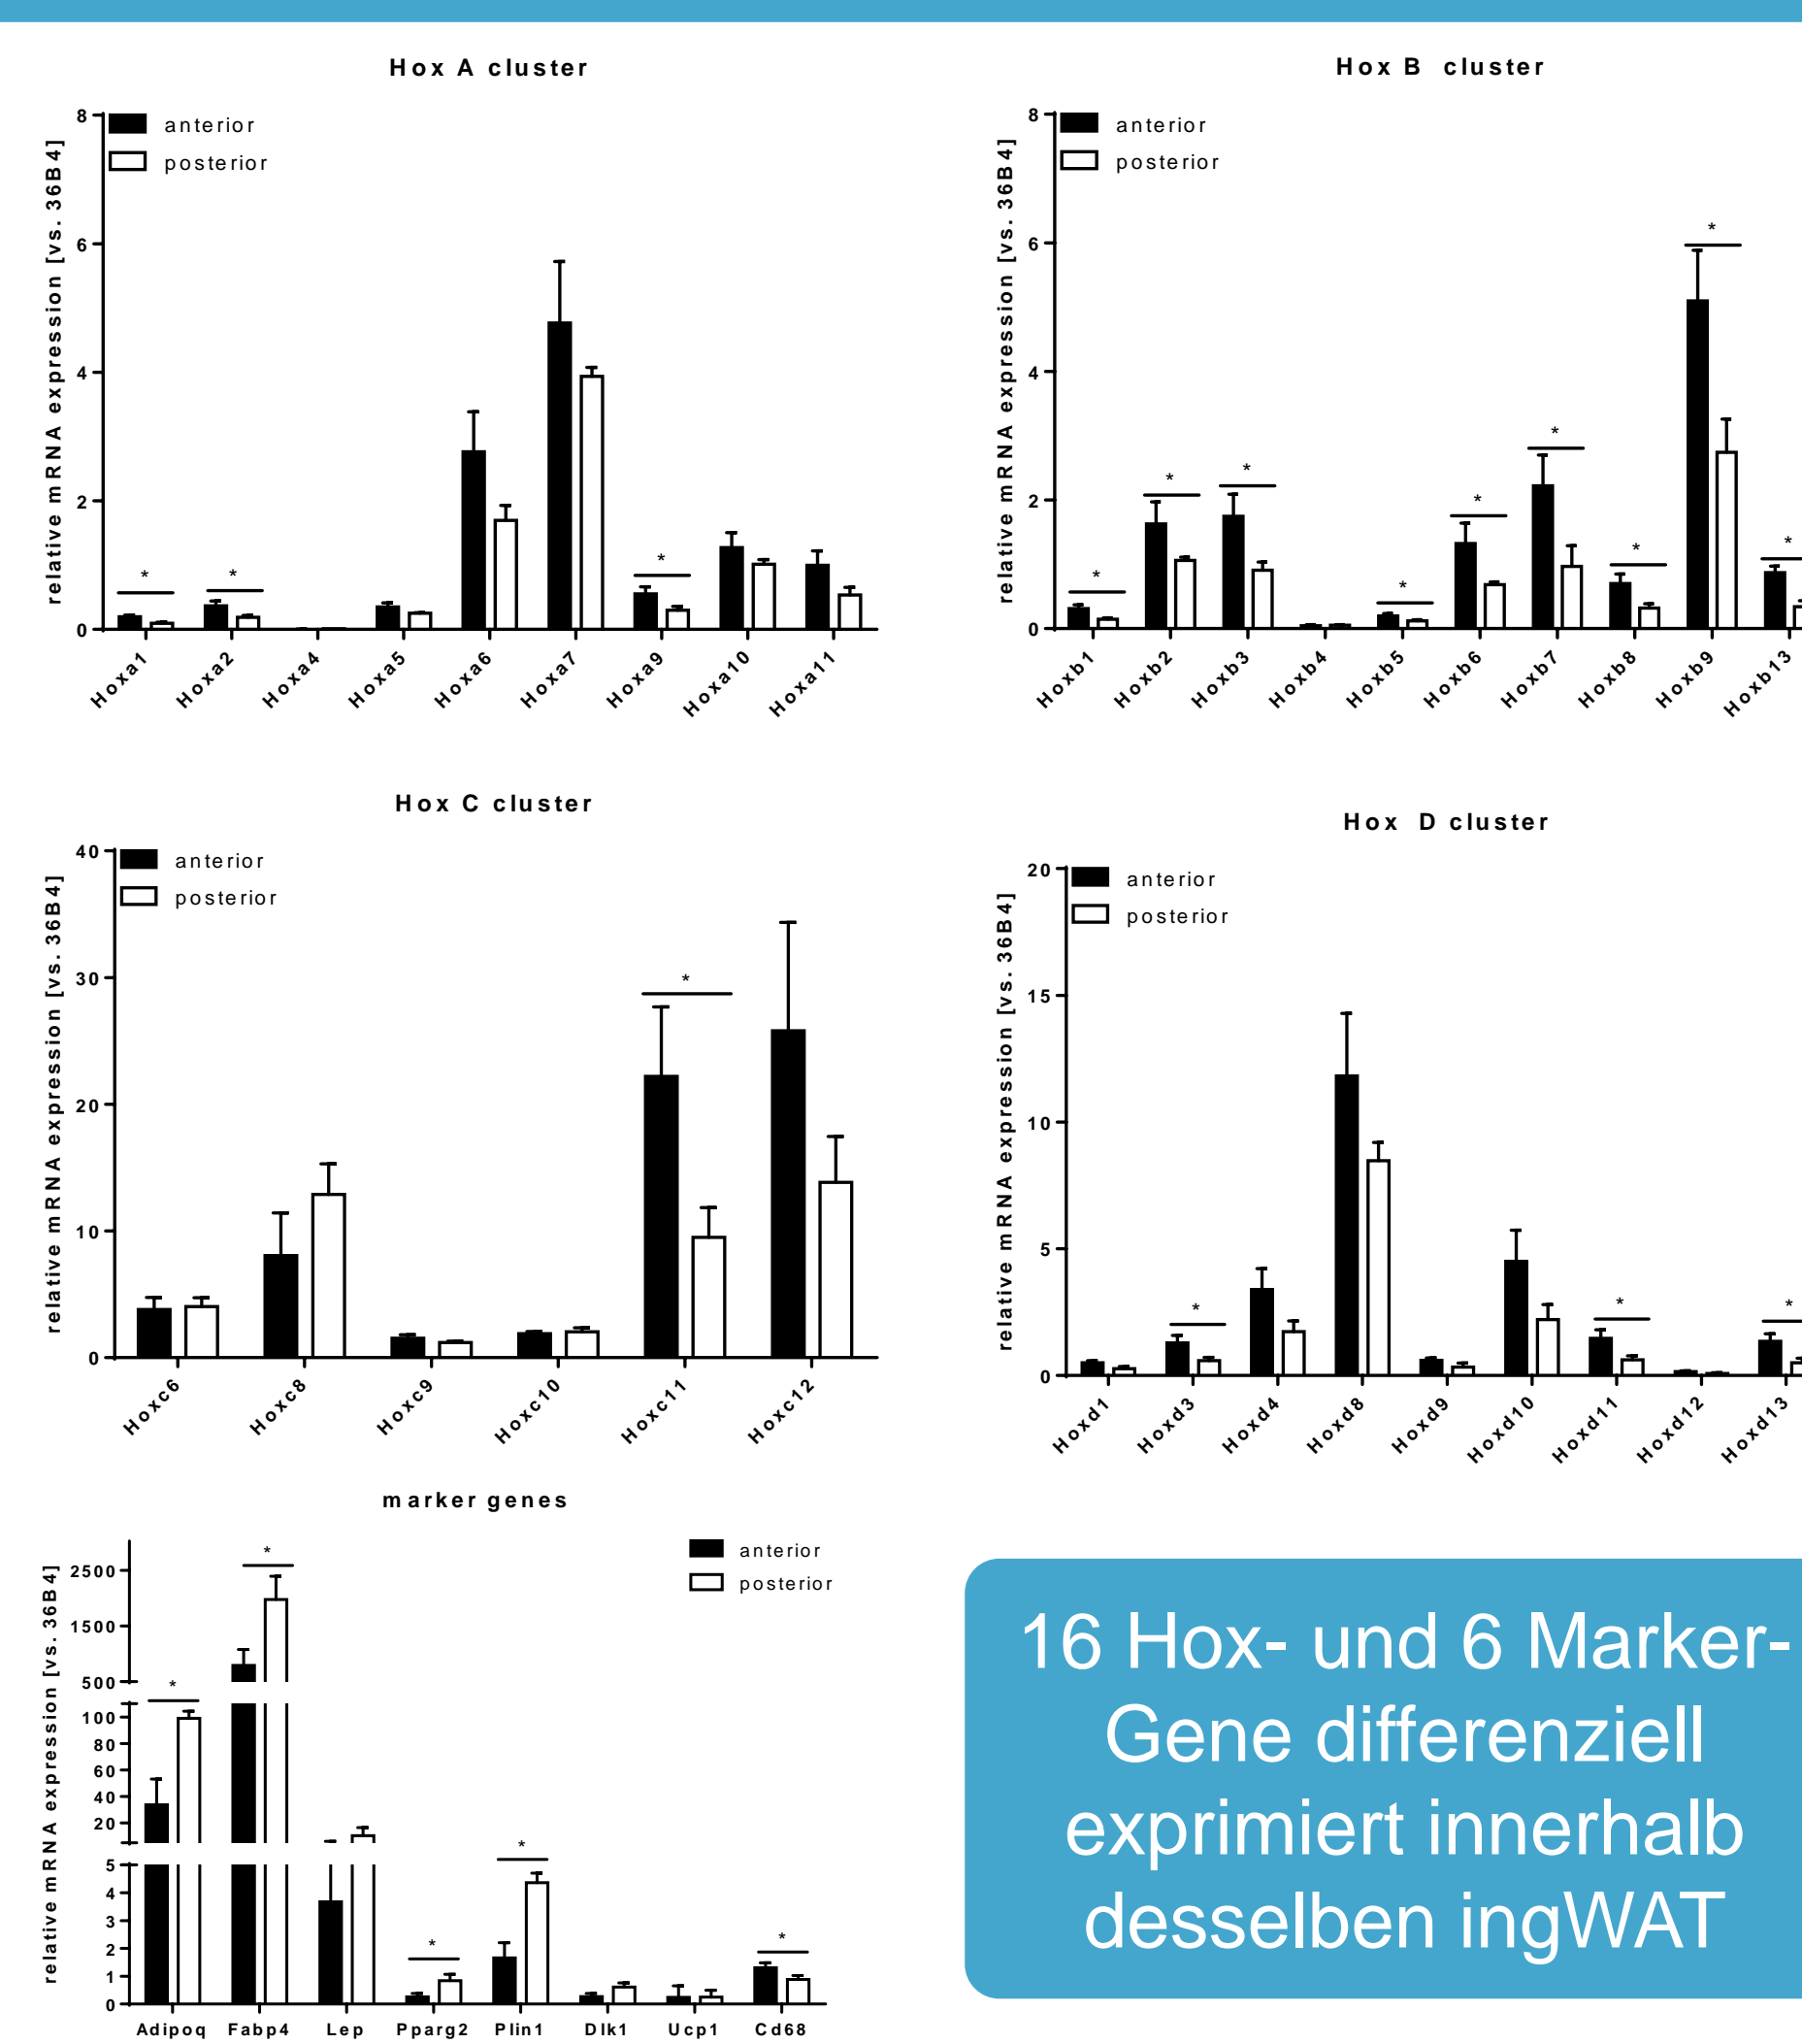 Hox A cluster
relative mRNA expression [vs. 36B4]
8
6
4
2
0
anterior
posterior
*
*
*
Hoxa1 Hoxa2 Hoxa4 Hoxa5 Hoxa6 Hoxa7 Hoxa9 Hoxa10 Hoxa11
Hox B cluster
relative mRNA expression [vs. 36B4]
8
6
4
2
0
anterior
posterior
*
*
*
*
*
*
*
*
*
Hoxb1 Hoxb2 Hoxb3 Hoxb4 Hoxb5 Hoxb6 Hoxb7 Hoxb8 Hoxb9 Hoxb13
Hox C cluster
relative mRNA expression [vs. 36B4]
40
30
20
10
0
anterior
posterior
*
Hoxc6 Hoxc8 Hoxc9 Hoxc10 Hoxc11 Hoxc12
Hox D cluster
relative mRNA expression [vs. 36B4]
20
15
10
5
0
anterior
posterior
*
*
*
Hoxd1 Hoxd3 Hoxd4 Hoxd8 Hoxd9 Hoxd10 Hoxd11 Hoxd12 Hoxd13
marker genes
relative mRNA expression [vs. 36B4]
2500
1500
500
100
80
60
40
20
5
4
3
2
1
0
anterior
posterior
*
*
*
*
*
Adipoq Fabp4 Lep Pparg2 Plin1 Dlk1 Ucp1 Cd68
16 Hox- und 6 Marker-
Gene differenziell
exprimiert innerhalb
desselben ingWAT